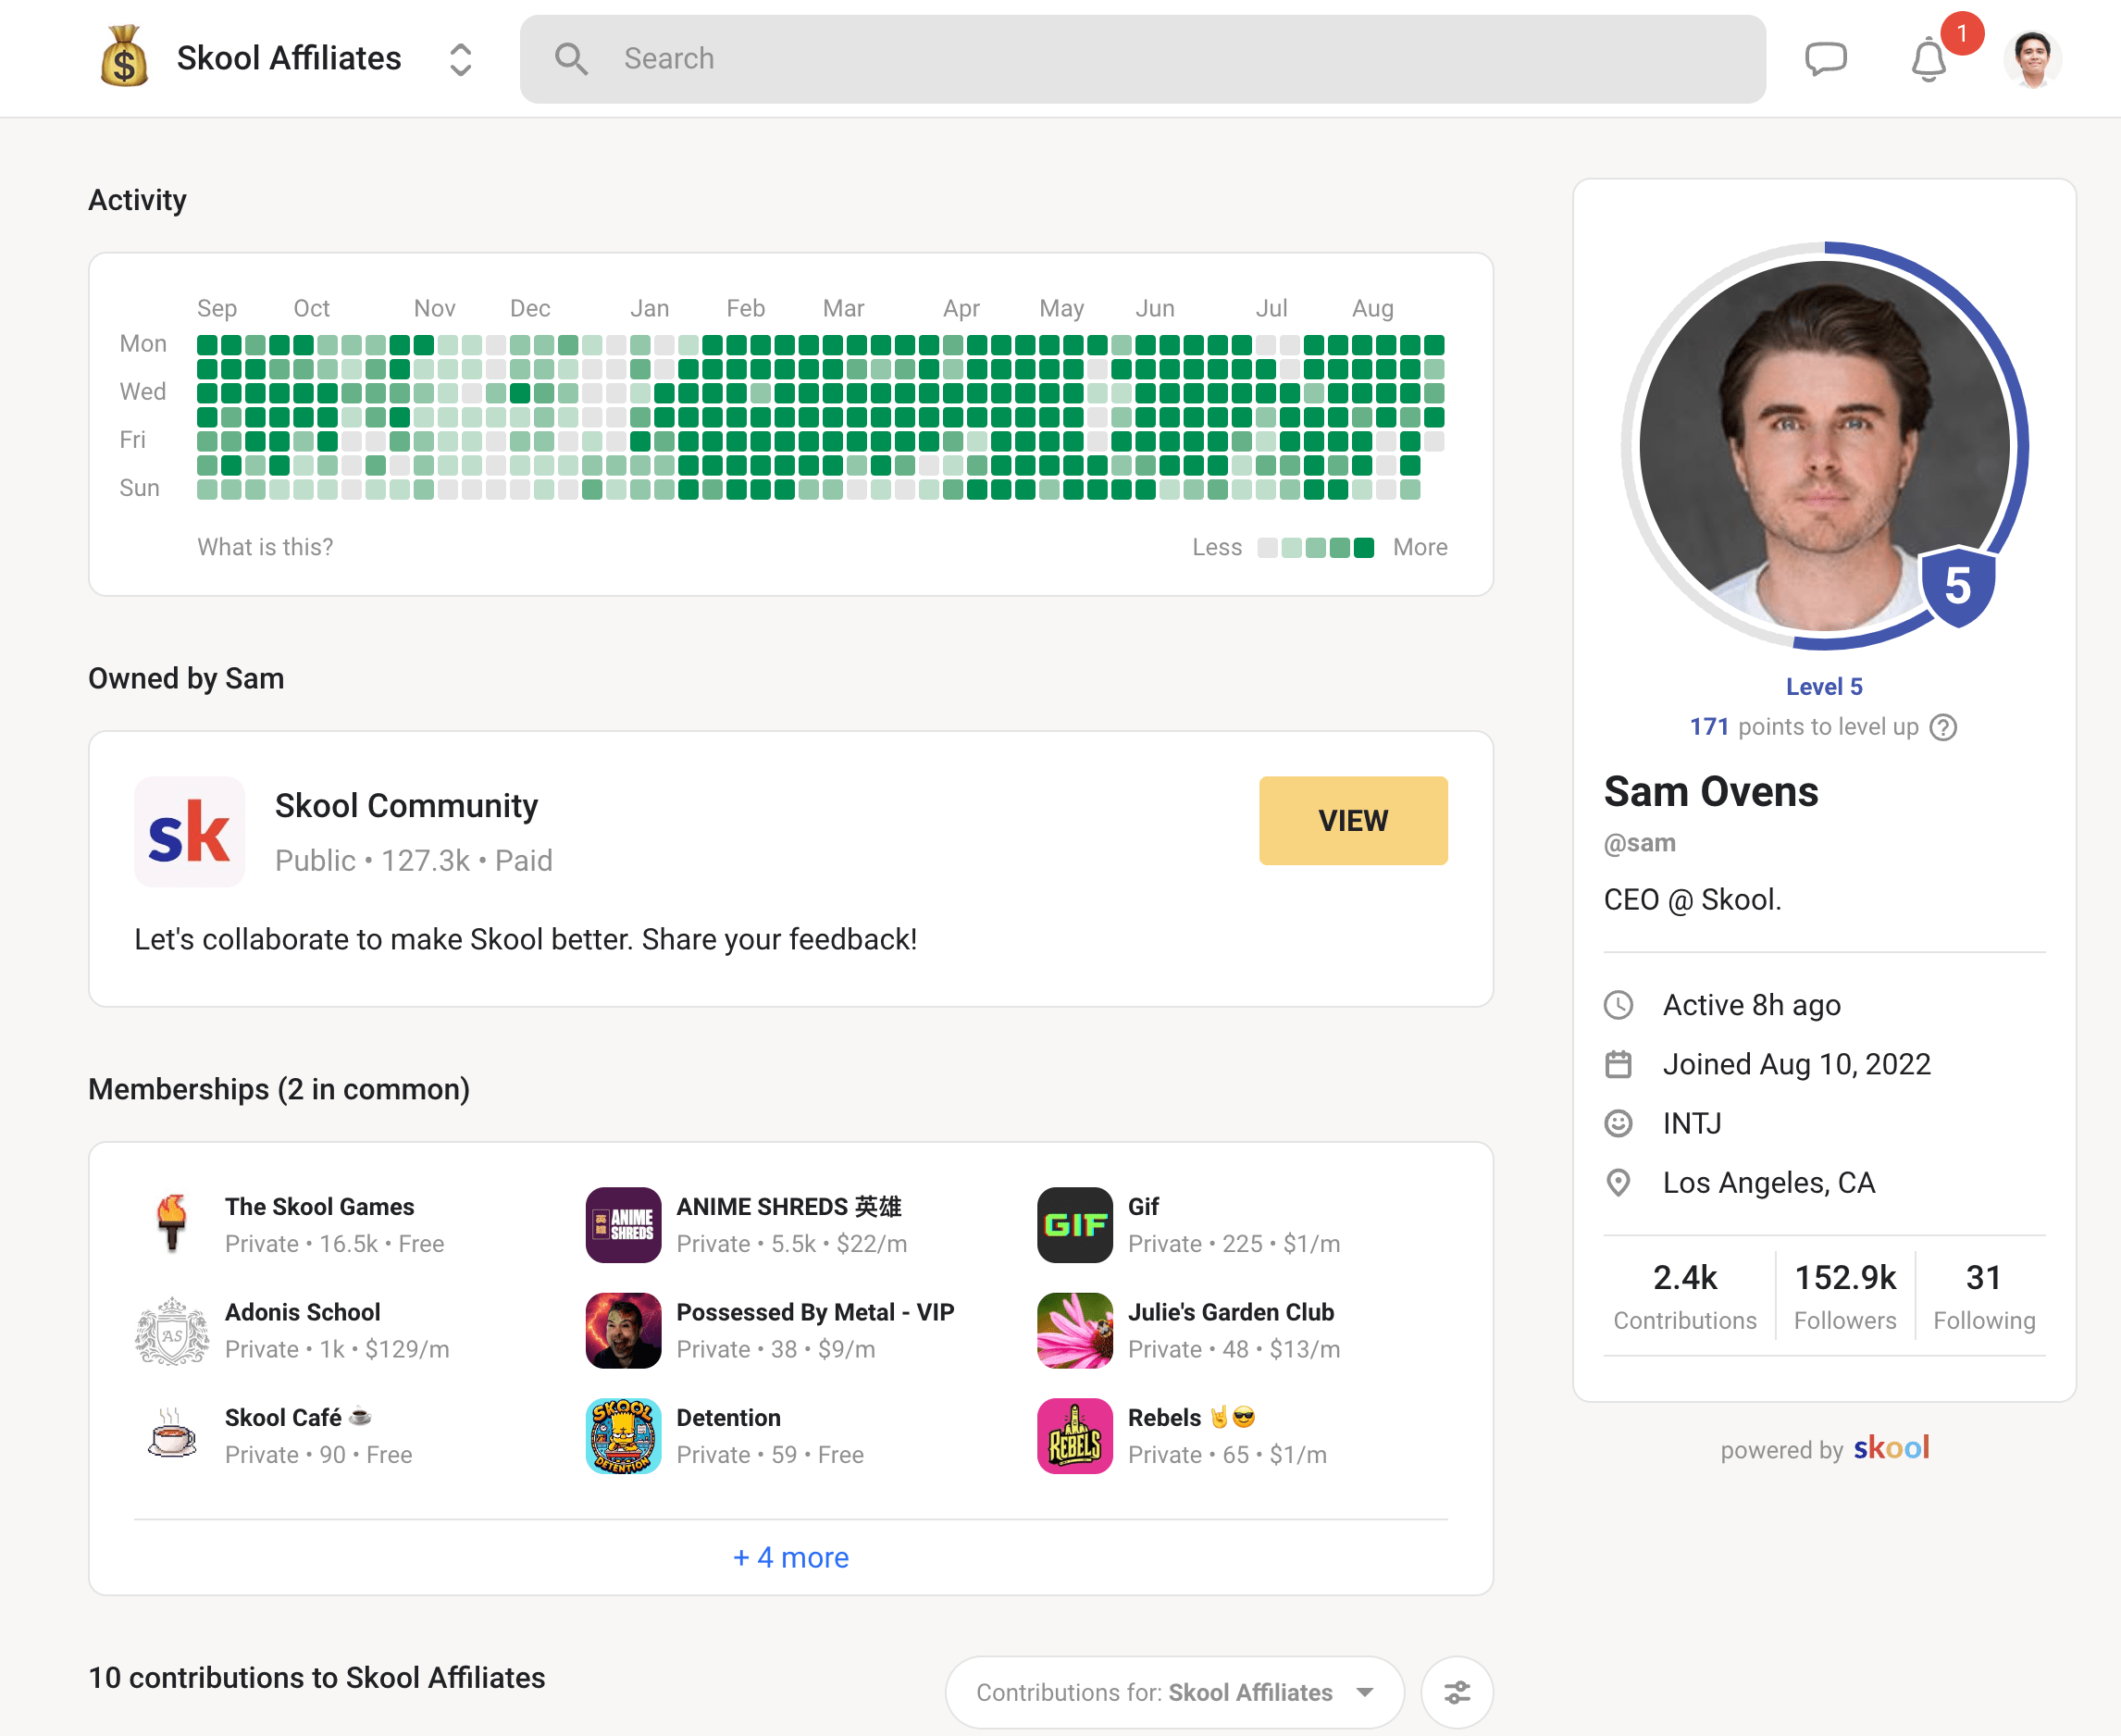 Skool Affiliates
Search
1
Activity
Sep Oct Nov Dec Jan Feb Mar Apr May Jun Jul Aug
Mon
Wed
Fri
Sun
What is this?
Less More
Owned by Sam
sk
Skool Community
Public • 127.3k • Paid
VIEW
Let's collaborate to make Skool better. Share your feedback!
Memberships (2 in common)
The Skool Games
Private • 16.5k • Free
ANIME SHREDS
ANIME SHREDS 英雄
Private • 5.5k • $22/m
GIF
Gif
Private • 225 • $1/m
AS
Adonis School
Private • 1k • $129/m
Possessed By Metal - VIP
Private • 38 • $9/m
Julie's Garden Club
Private • 48 • $13/m
Skool Café ☕
Private • 90 • Free
SKOOL
DETENTION
Detention
Private • 59 • Free
REBELS
Rebels 🤘😎
Private • 65 • $1/m
+ 4 more
10 contributions to Skool Affiliates
Contributions for: Skool Affiliates
5
Level 5
171 points to level up
Sam Ovens
@sam
CEO @ Skool.
Active 8h ago
Joined Aug 10, 2022
INTJ
Los Angeles, CA
2.4k
Contributions
152.9k
Followers
31
Following
powered by skool